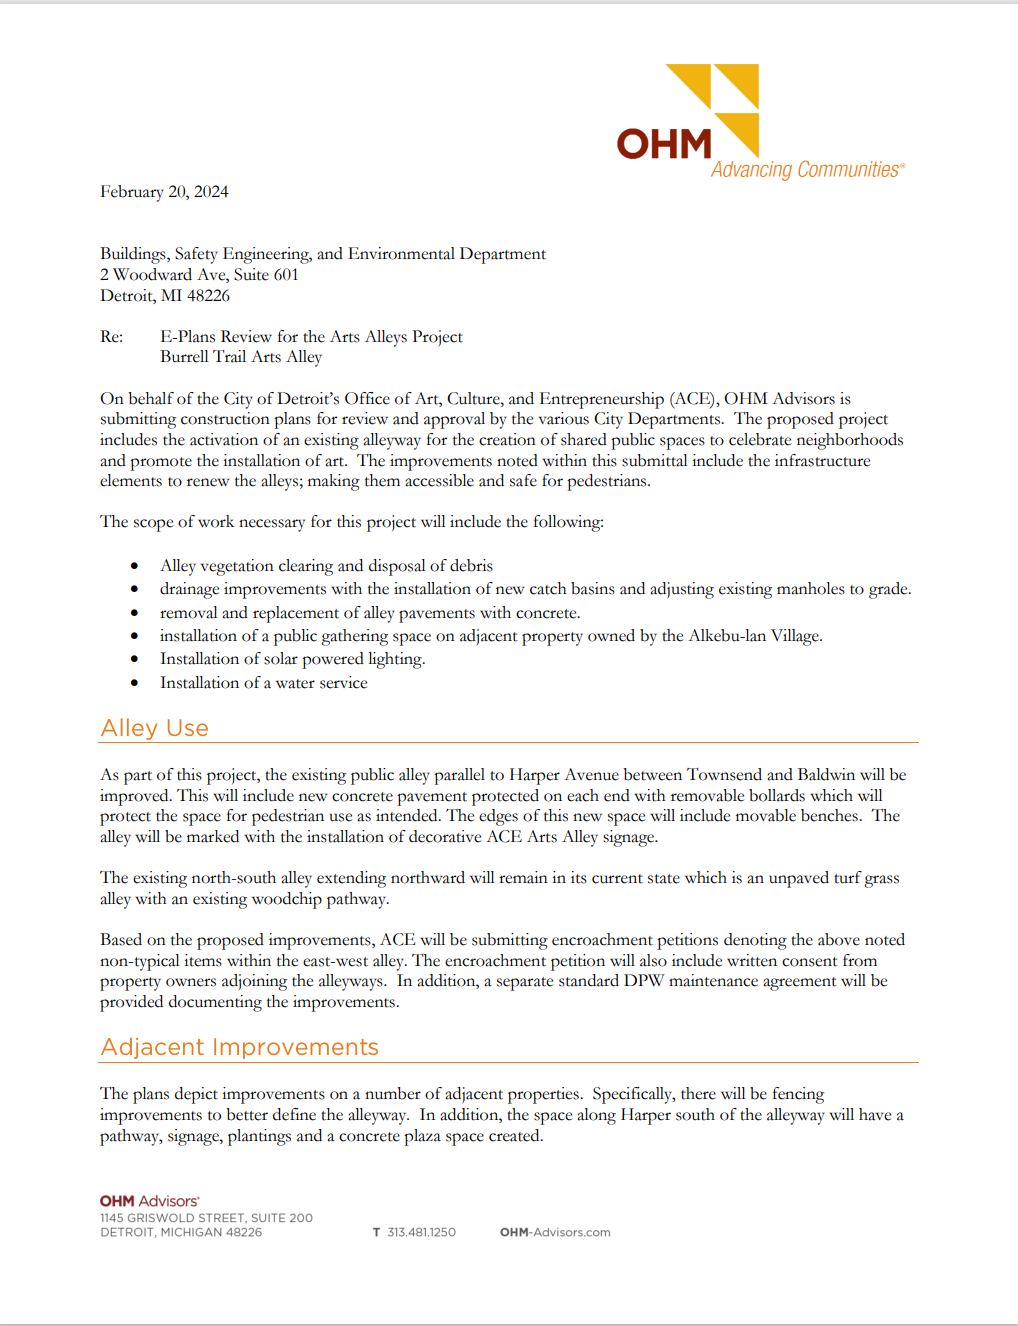 OHM
Advancing Communities®
February 20, 2024
Buildings, Safety Engineering, and Environmental Department
2 Woodward Ave, Suite 601
Detroit, MI 48226
Re: E-Plans Review for the Arts Alleys Project
Burrell Trail Arts Alley
On behalf of the City of Detroit’s Office of Art, Culture, and Entrepreneurship (ACE), OHM Advisors is
submitting construction plans for review and approval by the various City Departments. The proposed project
includes the activation of an existing alleyway for the creation of shared public spaces to celebrate neighborhoods
and promote the installation of art. The improvements noted within this submittal include the infrastructure
elements to renew the alleys; making them accessible and safe for pedestrians.
The scope of work necessary for this project will include the following:
• Alley vegetation clearing and disposal of debris
• drainage improvements with the installation of new catch basins and adjusting existing manholes to grade.
• removal and replacement of alley pavements with concrete.
• installation of a public gathering space on adjacent property owned by the Alkebu-lan Village.
• Installation of solar powered lighting.
• Installation of a water service
Alley Use
As part of this project, the existing public alley parallel to Harper Avenue between Townsend and Baldwin will be
improved. This will include new concrete pavement protected on each end with removable bollards which will
protect the space for pedestrian use as intended. The edges of this new space will include movable benches. The
alley will be marked with the installation of decorative ACE Arts Alley signage.
The existing north-south alley extending northward will remain in its current state which is an unpaved turf grass
alley with an existing woodchip pathway.
Based on the proposed improvements, ACE will be submitting encroachment petitions denoting the above noted
non-typical items within the east-west alley. The encroachment petition will also include written consent from
property owners adjoining the alleyways. In addition, a separate standard DPW maintenance agreement will be
provided documenting the improvements.
Adjacent Improvements
The plans depict improvements on a number of adjacent properties. Specifically, there will be fencing
improvements to better define the alleyway. In addition, the space along Harper south of the alleyway will have a
pathway, signage, plantings and a concrete plaza space created.
OHM Advisors®
1145 GRISWOLD STREET, SUITE 200
DETROIT, MICHIGAN 48226 T 313.481.1250 OHM-Advisors.com